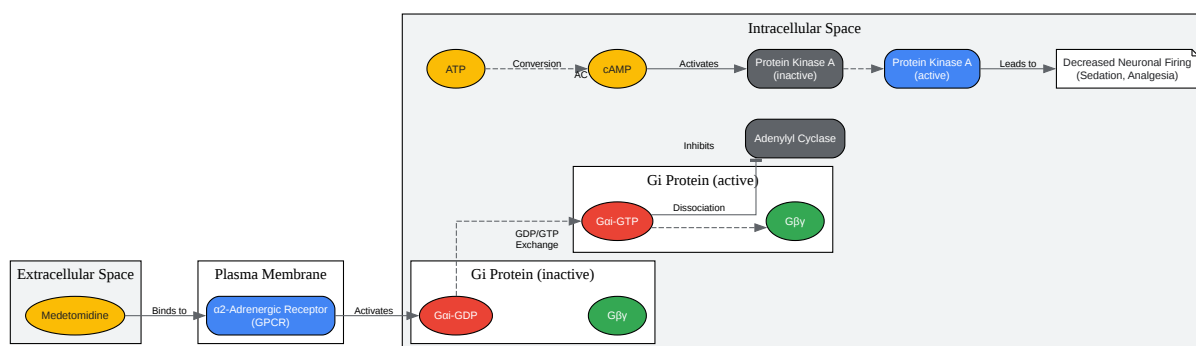 Intracellular Space
ATP
Conversion
AC
cAMP
Activates
Protein Kinase A
(inactive)
Protein Kinase A
(active)
Leads to
Decreased Neuronal Firing
(Sedation, Analgesia)
Adenylyl Cyclase
Inhibits
Gi Protein (active)
Gαi-GTP
Dissociation
Gβγ
GDP/GTP
Exchange
Extracellular Space
Medetomidine
Binds to
Plasma Membrane
α2-Adrenergic Receptor
(GPCR)
Activates
Gi Protein (inactive)
Gαi-GDP
Gβγ